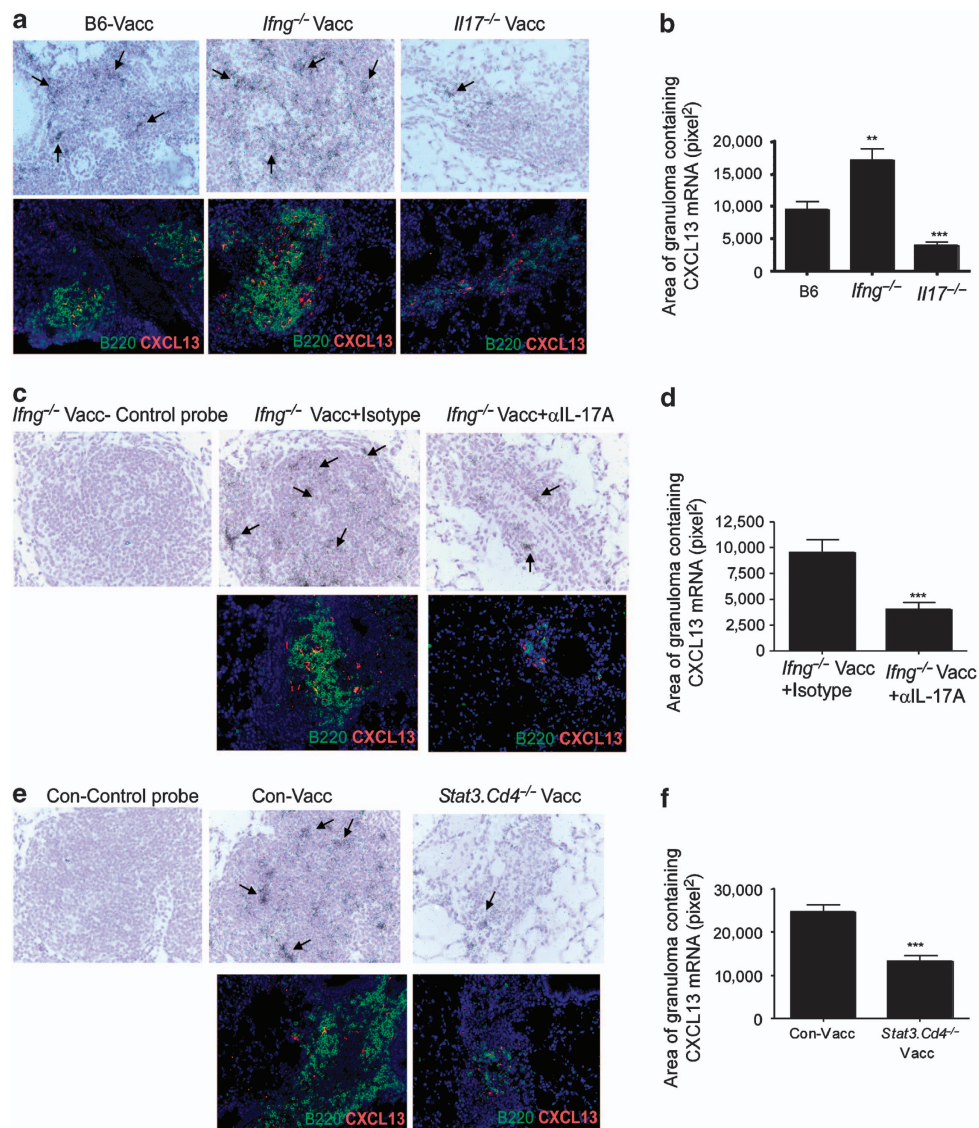 a
B6-Vacc
Ifng–/– Vacc
Il17–/– Vacc
B220 CXCL13
B220 CXCL13
B220 CXCL13
b
Area of granuloma containing
CXCL13 mRNA (pixel²)
20,000
15,000
10,000
5,000
0
**
***
B6
Ifng–/–
Il17–/–
c
Ifng–/– Vacc- Control probe
Ifng–/– Vacc+Isotype
Ifng–/– Vacc+αIL-17A
B220 CXCL13
B220 CXCL13
d
Area of granuloma containing
CXCL13 mRNA (pixel²)
12,500
10,000
7,500
5,000
2,500
0
***
Ifng–/– Vacc
+Isotype
Ifng–/– Vacc
+αIL-17A
e
Con-Control probe
Con-Vacc
Stat3.Cd4–/– Vacc
B220 CXCL13
B220 CXCL13
f
Area of granuloma containing
CXCL13 mRNA (pixel²)
30,000
20,000
10,000
0
***
Con-Vacc
Stat3.Cd4-/-
Vacc